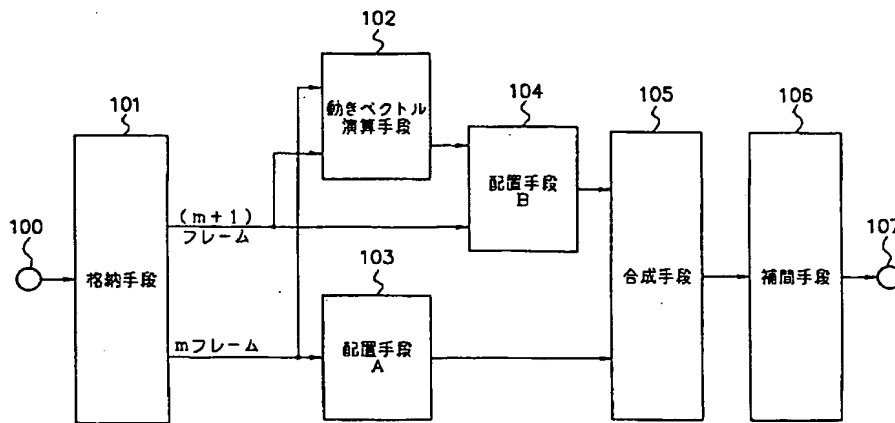 102
101
104
105
106
動きベクトル
演算手段
配置手段
B
100
(m+1)
フレーム
107
103
格納手段
合成手段
補間手段
mフレーム
配置手段
A